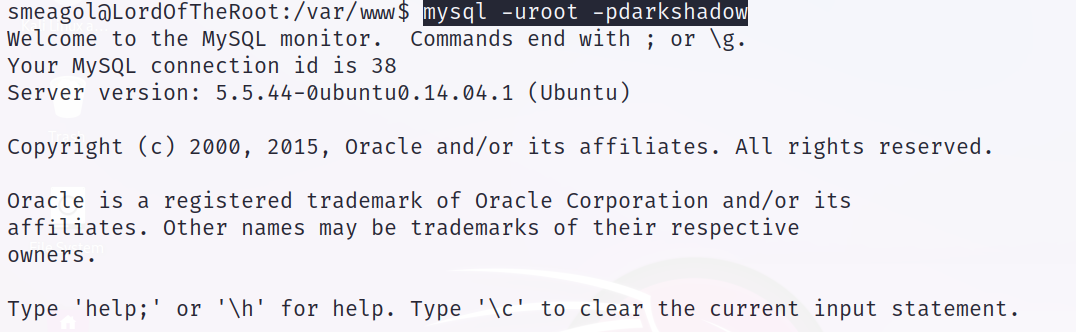 smeagol@LordOfTheRoot:/var/www$ mysql -uroot -pdarkshadow
Welcome to the MySQL monitor.  Commands end with ; or \g.
Your MySQL connection id is 38
Server version: 5.5.44-0ubuntu0.14.04.1 (Ubuntu)

Copyright (c) 2000, 2015, Oracle and/or its affiliates. All rights reserved.

Oracle is a registered trademark of Oracle Corporation and/or its
affiliates. Other names may be trademarks of their respective
owners.

Type 'help;' or '\h' for help. Type '\c' to clear the current input statement.